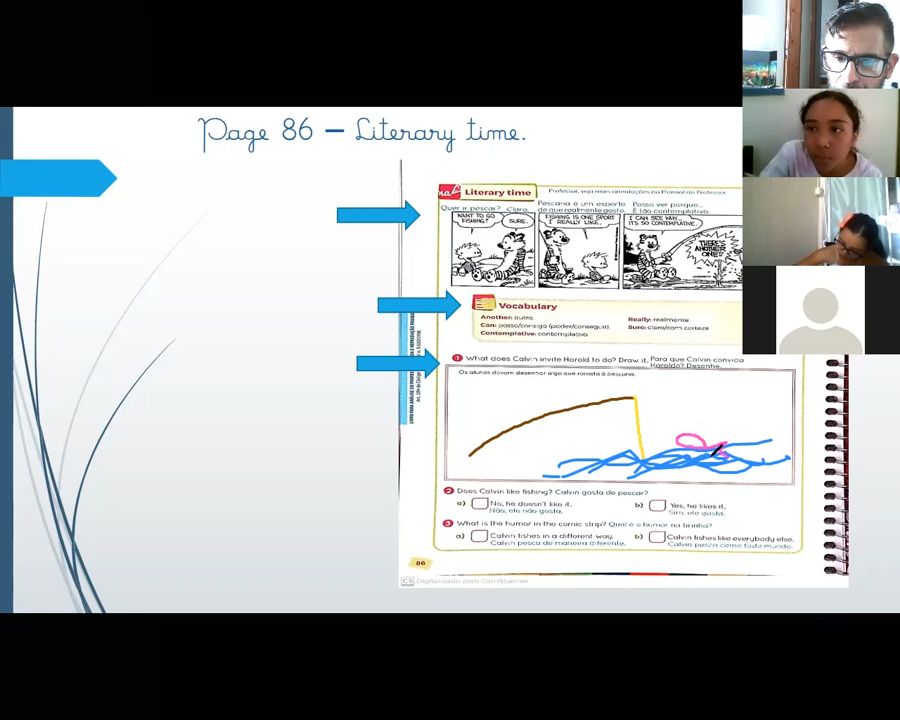 Page 86 – Literary time.
Literary time
Professor, veja mais orientações no Manual do Professor.
Quer ir pescar? Claro.
Pescaria é um esporte de que realmente gosto.
Posso ver porque... É tão contemplativo.
WANT TO GO FISHING?
SURE.
FISHING IS ONE SPORT I REALLY LIKE.
I CAN SEE WHY... IT'S SO CONTEMPLATIVE.
THERE'S ANOTHER ONE!
Vocabulary
Another: outro.
Can: posso/consigo (poder/conseguir).
Contemplative: contemplativo.
Really: realmente
Sure: claro/com certeza
1 What does Calvin invite Harold to do? Draw it. Para que Calvin convida Haroldo? Desenhe.
Os alunos devem desenhar algo que remeta à pescaria.
2 Does Calvin like fishing? Calvin gosta de pescar?
a) No, he doesn't like it.
Não, ele não gosta.
b) Yes, he likes it.
Sim, ele gosta.
3 What is the humor in the comic strip? Qual é o humor na tirinha?
a) Calvin fishes in a different way.
Calvin pesca de maneira diferente.
b) Calvin fishes like everybody else.
Calvin pesca como todo mundo.
86
CS Digitalizado com CamScanner